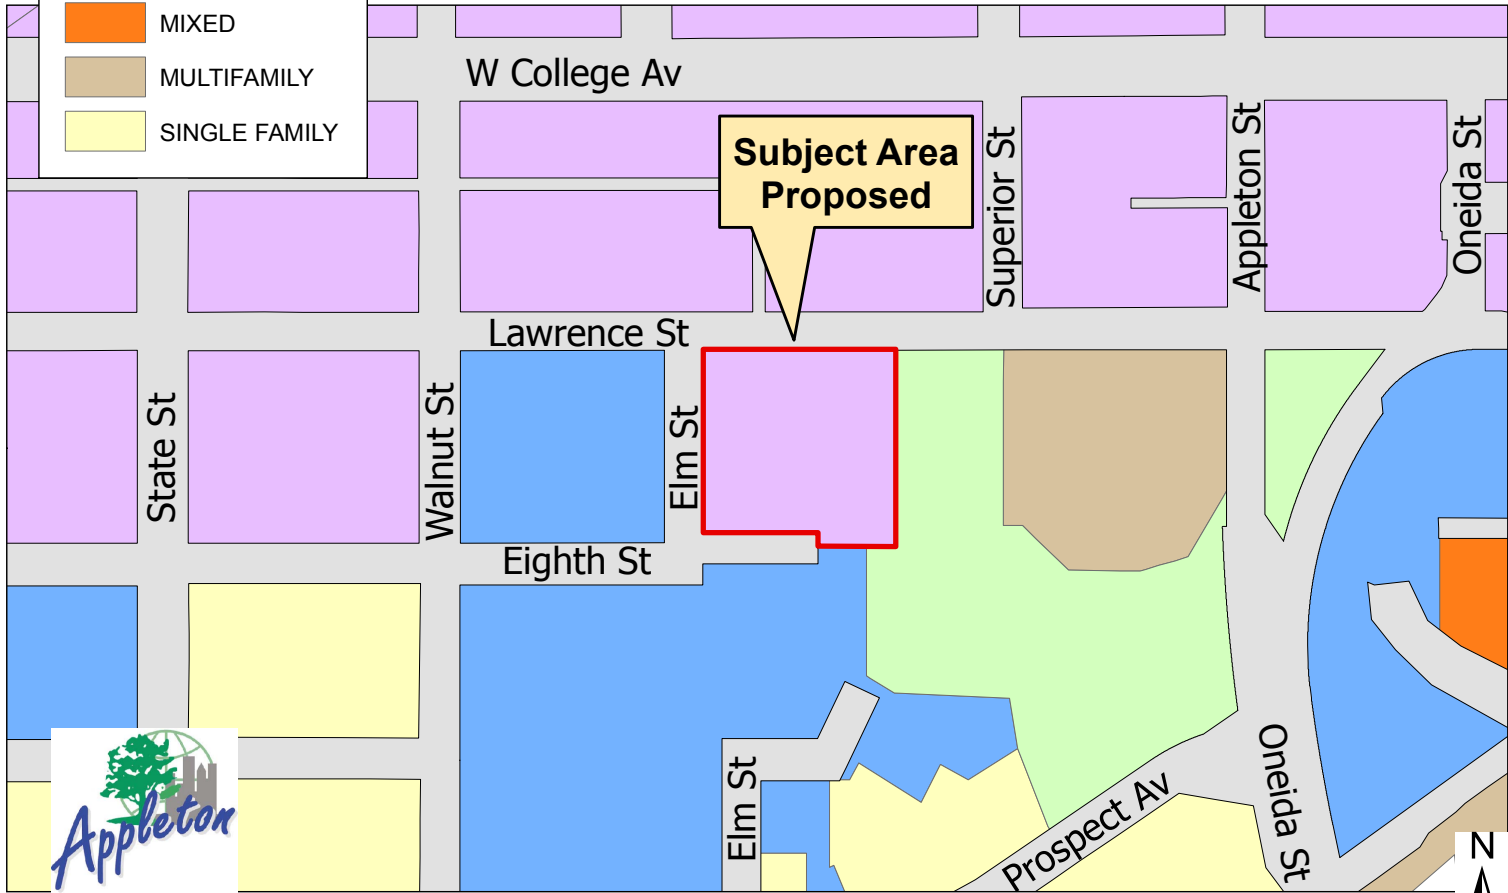 MIXED
MULTIFAMILY
SINGLE FAMILY
W College Av
Subject Area
Proposed
Superior St
Appleton St
Oneida St
Lawrence St
State St
Walnut St
Elm St
Eighth St
Elm St
Prospect Av
Oneida St
Appleton
N